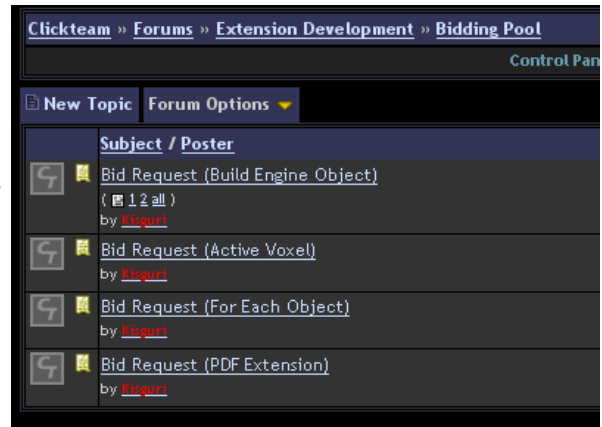 Clickteam » Forums » Extension Development » Bidding Pool
Control Pan
New Topic Forum Options
Subject / Poster
Bid Request (Build Engine Object)
( 1 2 all )
by Kisguri
Bid Request (Active Voxel)
by Kisguri
Bid Request (For Each Object)
by Kisguri
Bid Request (PDF Extension)
by Kisguri